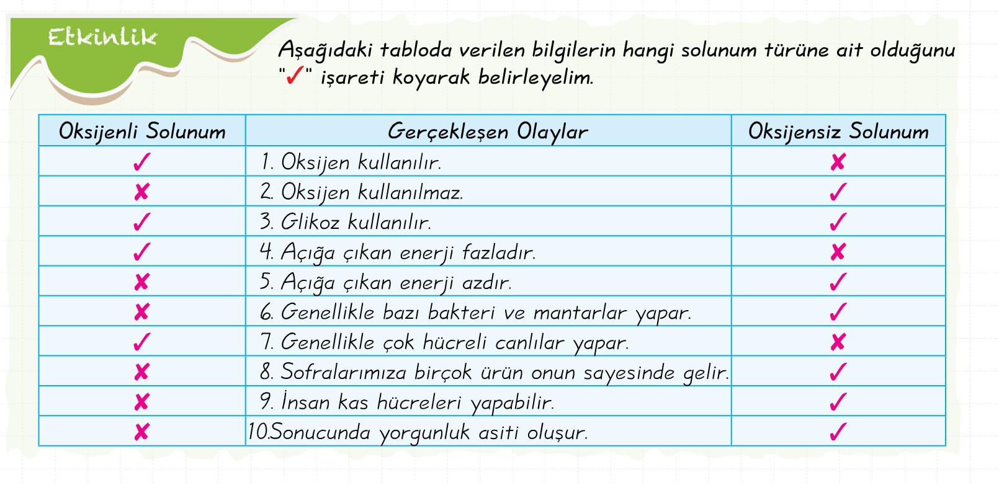 Etkinlik
Aşağıdaki tabloda verilen bilgilerin hangi solunum türüne ait olduğunu
"✓" işareti koyarak belirleyelim.
Oksijenli Solunum Gerçekleşen Olaylar Oksijensiz Solunum
✓ 1. Oksijen kullanılır. ✘
✘ 2. Oksijen kullanılmaz. ✓
✓ 3. Glikoz kullanılır. ✓
✓ 4. Açığa çıkan enerji fazladır. ✘
✘ 5. Açığa çıkan enerji azdır. ✓
✘ 6. Genellikle bazı bakteri ve mantarlar yapar. ✓
✓ 7. Genellikle çok hücreli canlılar yapar. ✘
✘ 8. Sofralarımıza birçok ürün onun sayesinde gelir. ✓
✘ 9. İnsan kas hücreleri yapabilir. ✓
✘ 10.Sonucunda yorgunluk asiti oluşur. ✓